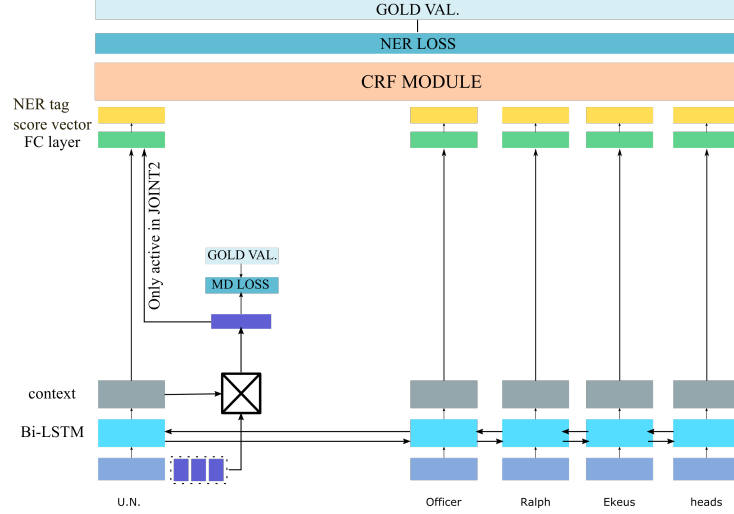 GOLD VAL.
NER LOSS
CRF MODULE
NER tag
score vector
FC layer
Only active in JOINT2
GOLD VAL.
MD LOSS
context
Bi-LSTM
U.N.
Officer
Ralph
Ekeus
heads